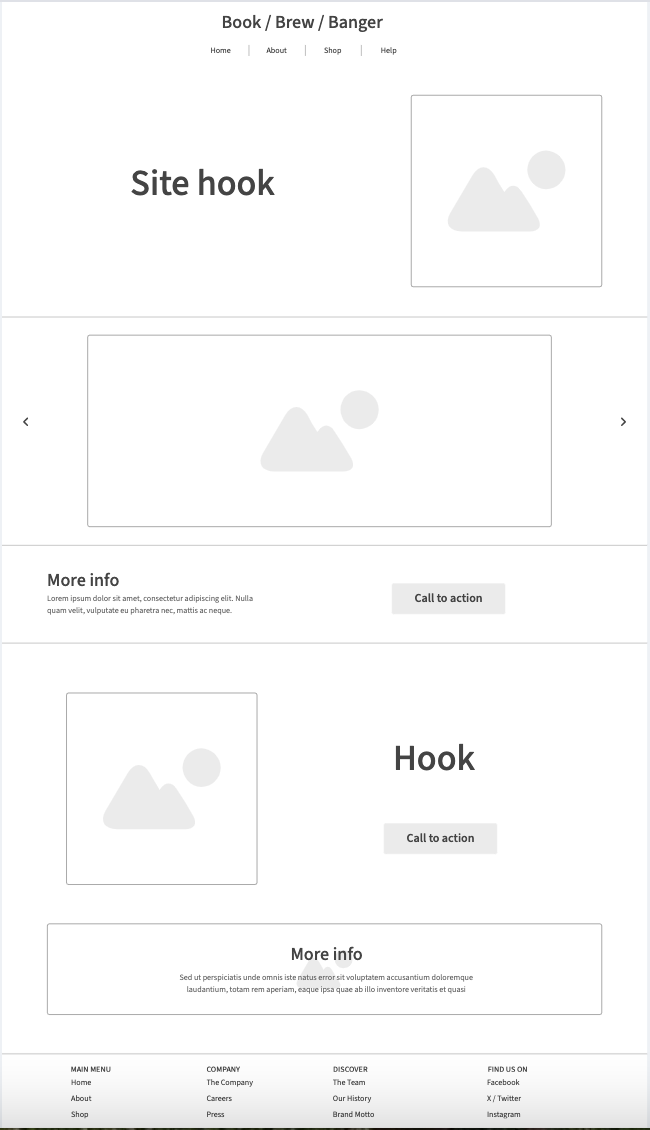 Book / Brew / Banger
Home About Shop Help
Site hook
More info
Lorem ipsum dolor sit amet, consectetur adipiscing elit. Nulla
quam velit, vulputate eu pharetra nec, mattis ac neque.
Call to action
Hook
Call to action
More info
Sed ut perspiciatis unde omnis iste natus error sit voluptatem accusantium doloremque
laudantium, totam rem aperiam, eaque ipsa quae ab illo inventore veritatis et quasi
MAIN MENU COMPANY DISCOVER FIND US ON
Home The Company The Team Facebook
About Careers Our History X / Twitter
Shop Press Brand Motto Instagram